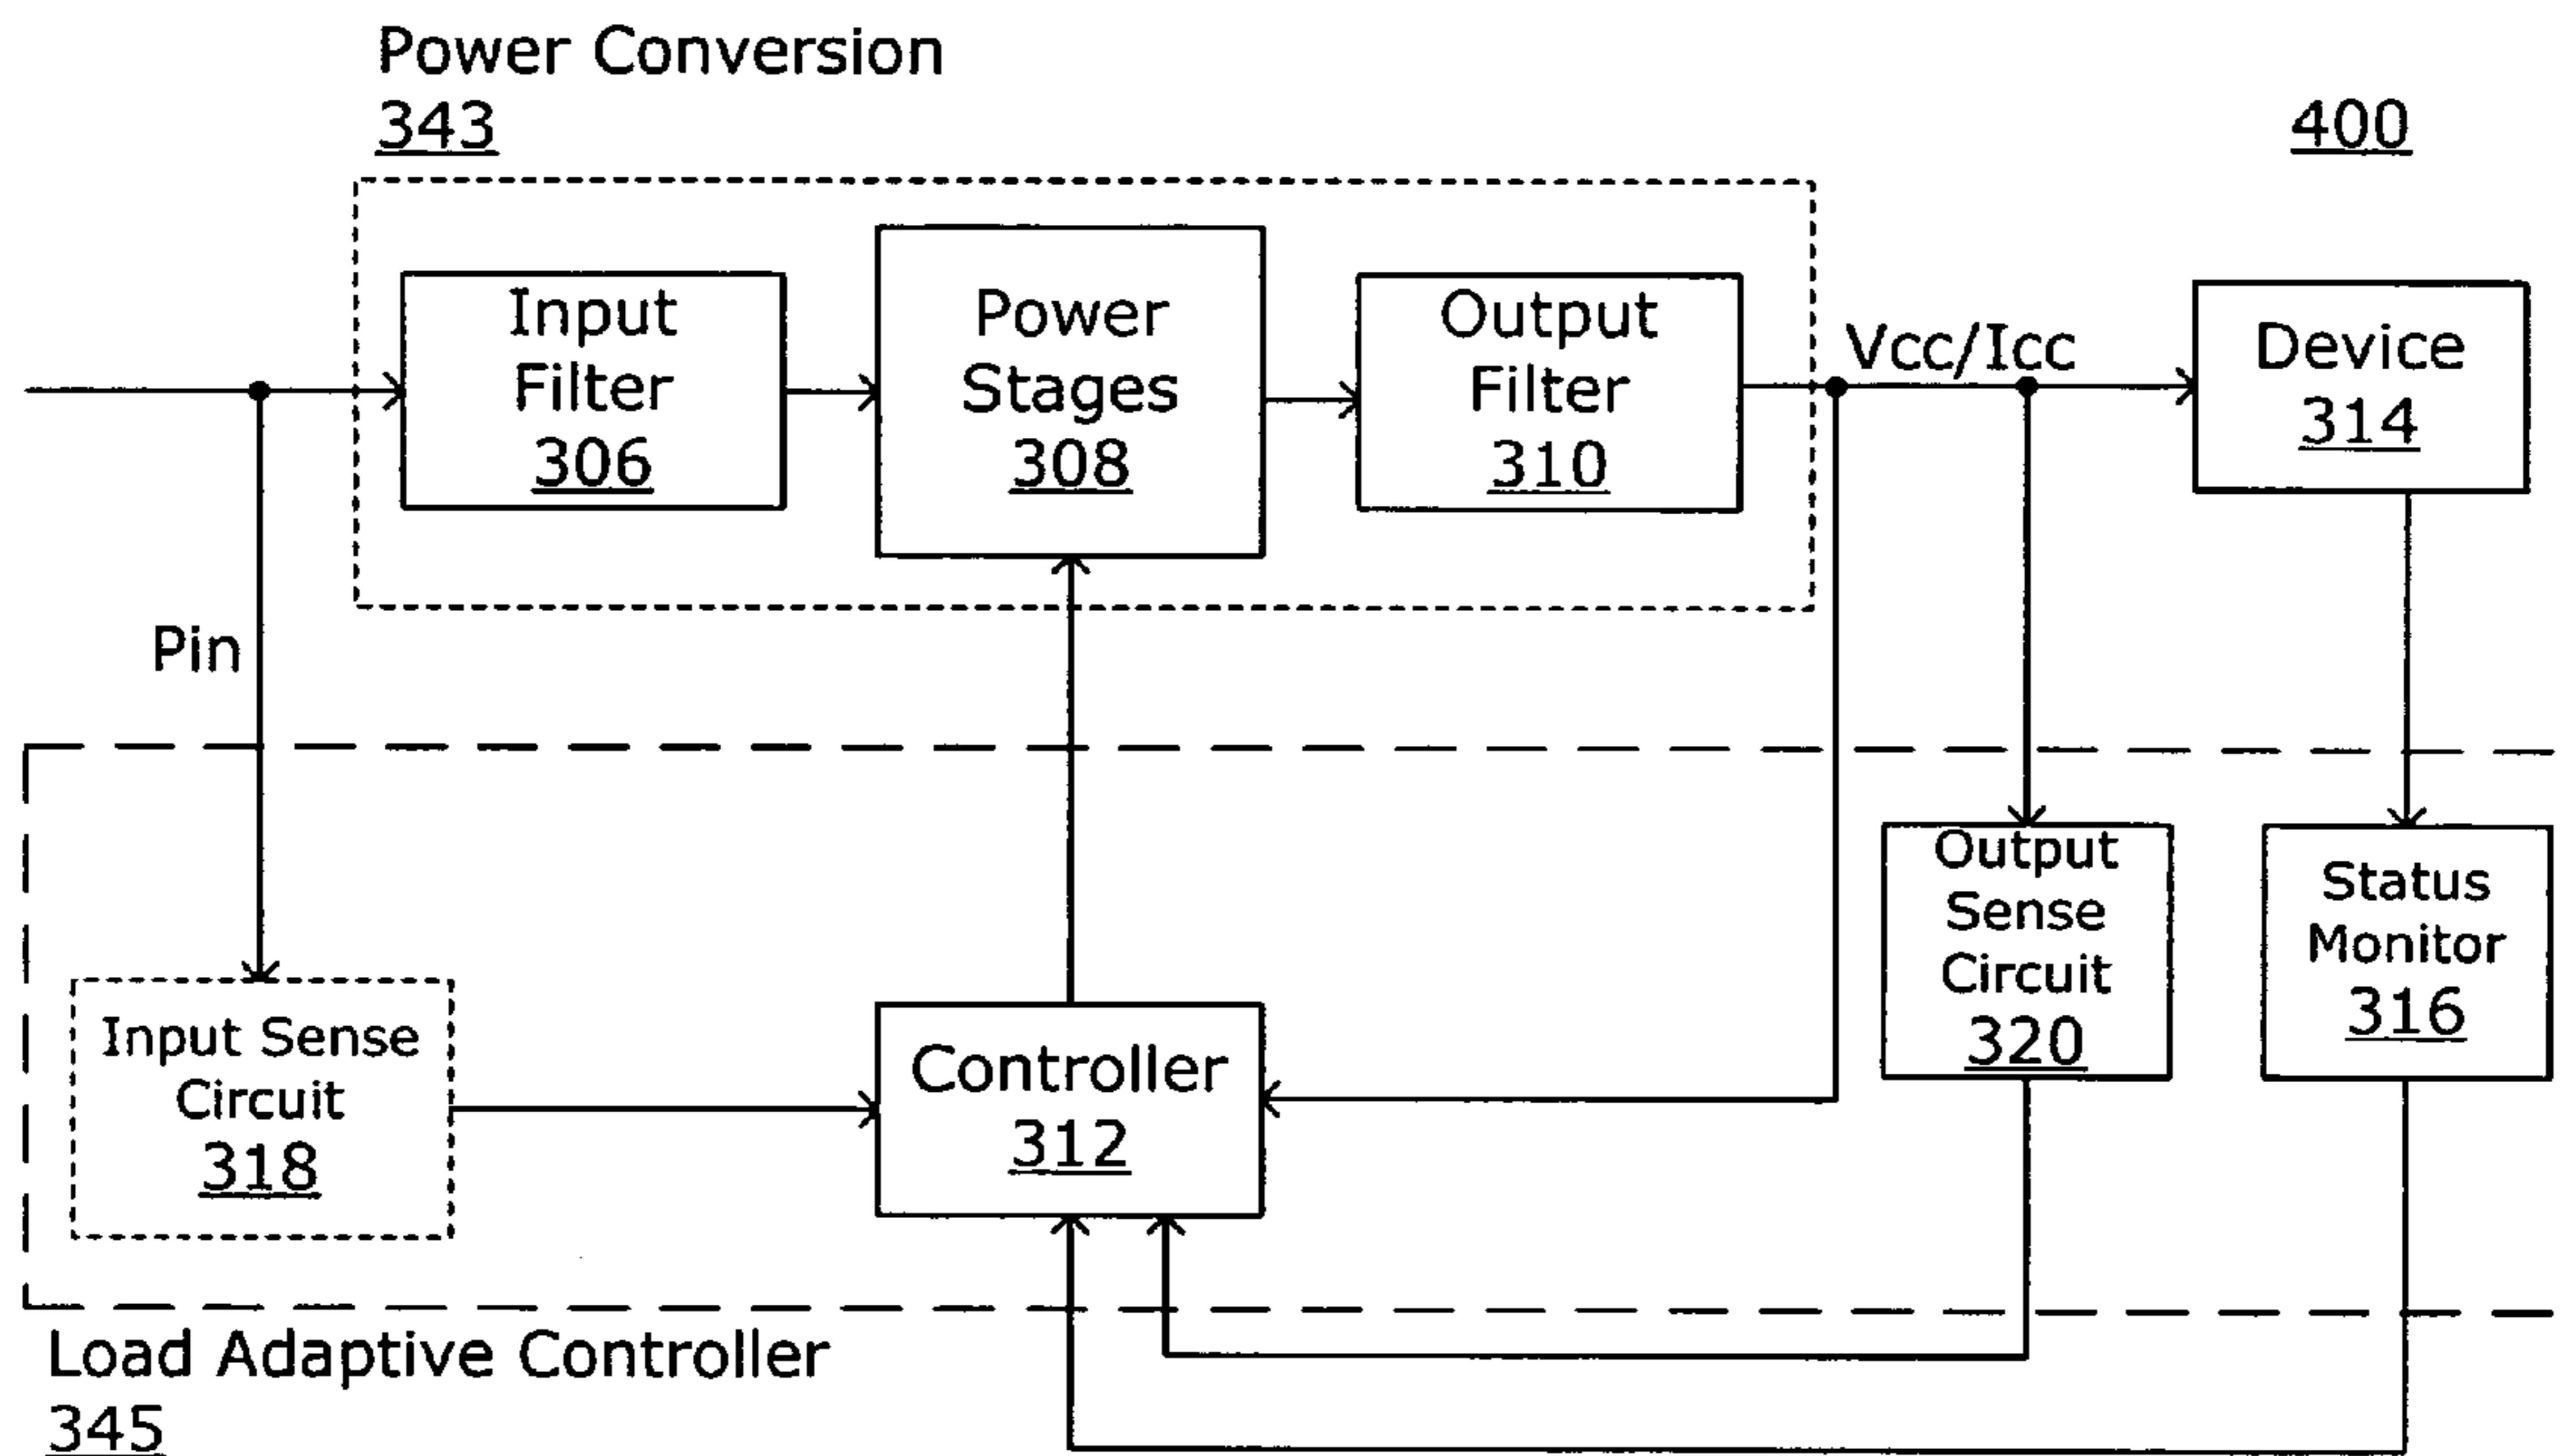 Power Conversion
343
400
Input
Filter
306
Power
Stages
308
Output
Filter
310
Vcc/Icc
Device
314
Pin
Input Sense
Circuit
318
Controller
312
Output
Sense
Circuit
320
Status
Monitor
316
Load Adaptive Controller
345